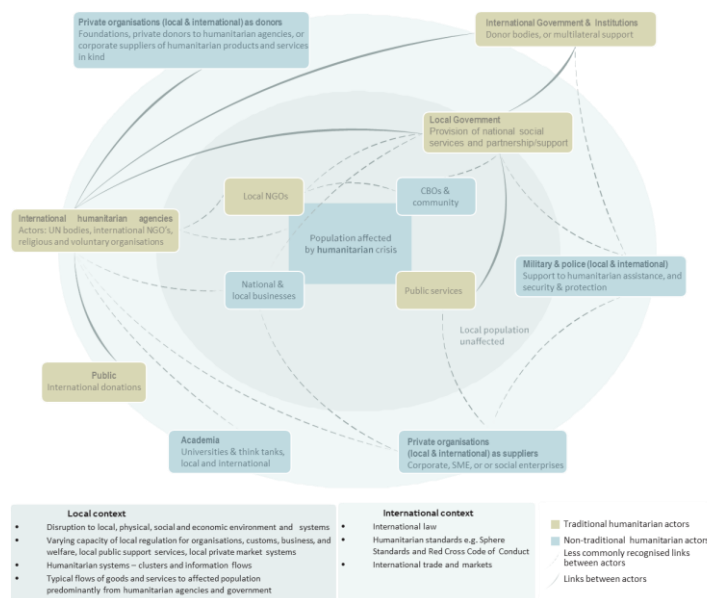 Private organisations (local & international) as donors
Foundations, private donors to humanitarian agencies, or
corporate suppliers of humanitarian products and services
in kind
International Government & Institutions
Donor bodies, or multilateral support
Local Government
Provision of national social
services and partnership/support
Local NGOs
CBOs &
community
International humanitarian agencies
Actors: UN bodies, international NGO's,
religious and voluntary organisations
Population affected
by humanitarian crisis
Military & police (local & international)
Support to humanitarian assistance, and
security & protection
National &
local businesses
Public services
Local population
unaffected
Public
International donations
Academia
Universities & think tanks,
local and international
Private organisations
(local & international) as suppliers
Corporate, SME, or or social enterprises
Local context
• Disruption to local, physical, social and economic environment and systems
• Varying capacity of local regulation for organisations, customs, business, and
welfare, local public support services, local private market systems
• Humanitarian systems – clusters and information flows
• Typical flows of goods and services to affected population
predominantly from humanitarian agencies and government
International context
• International law
• Humanitarian standards e.g. Sphere
Standards and Red Cross Code of Conduct
• International trade and markets
Traditional humanitarian actors
Non-traditional humanitarian actors
Less commonly recognised links
between actors
Links between actors